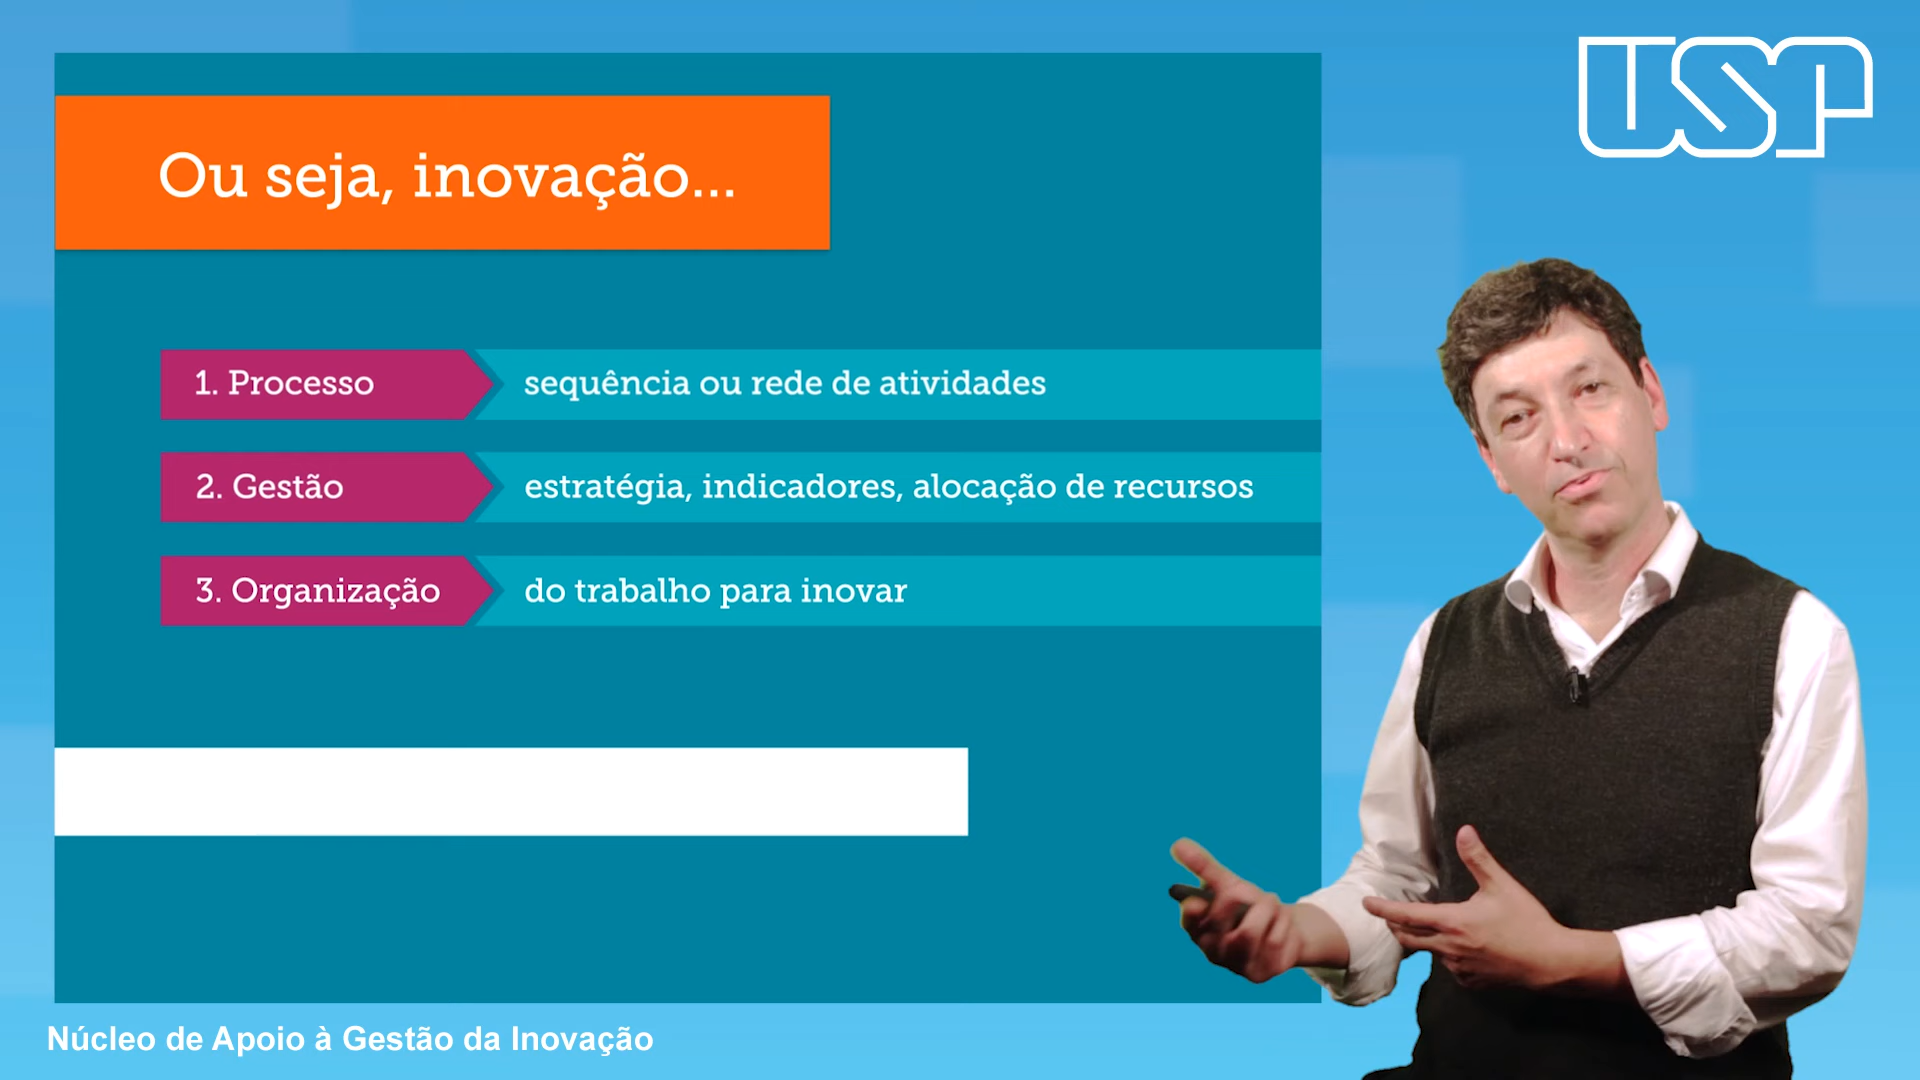 USP
Ou seja, inovação...
1. Processo
sequência ou rede de atividades
2. Gestão
estratégia, indicadores, alocação de recursos
3. Organização
do trabalho para inovar
Núcleo de Apoio à Gestão da Inovação